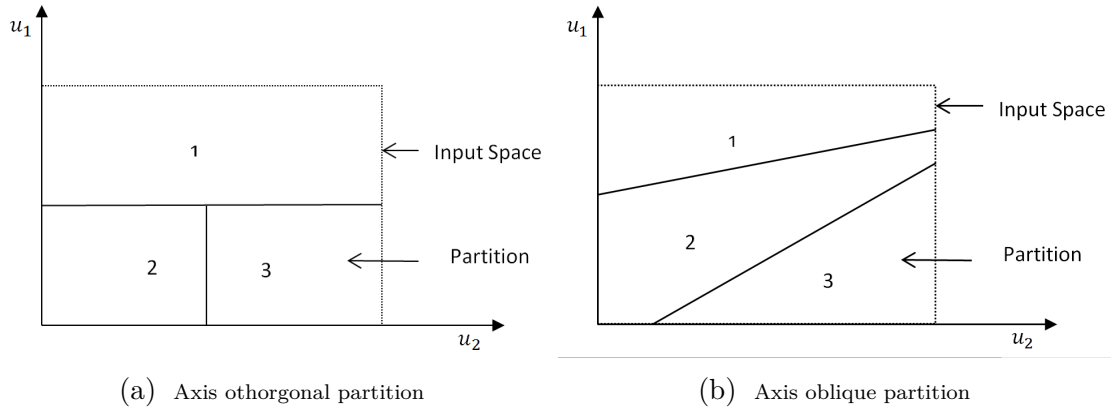 u₁
1
Input Space
2
3
Partition
u₂
(a) Axis othorgonal partition
u₁
1
Input Space
2
3
Partition
u₂
(b) Axis oblique partition